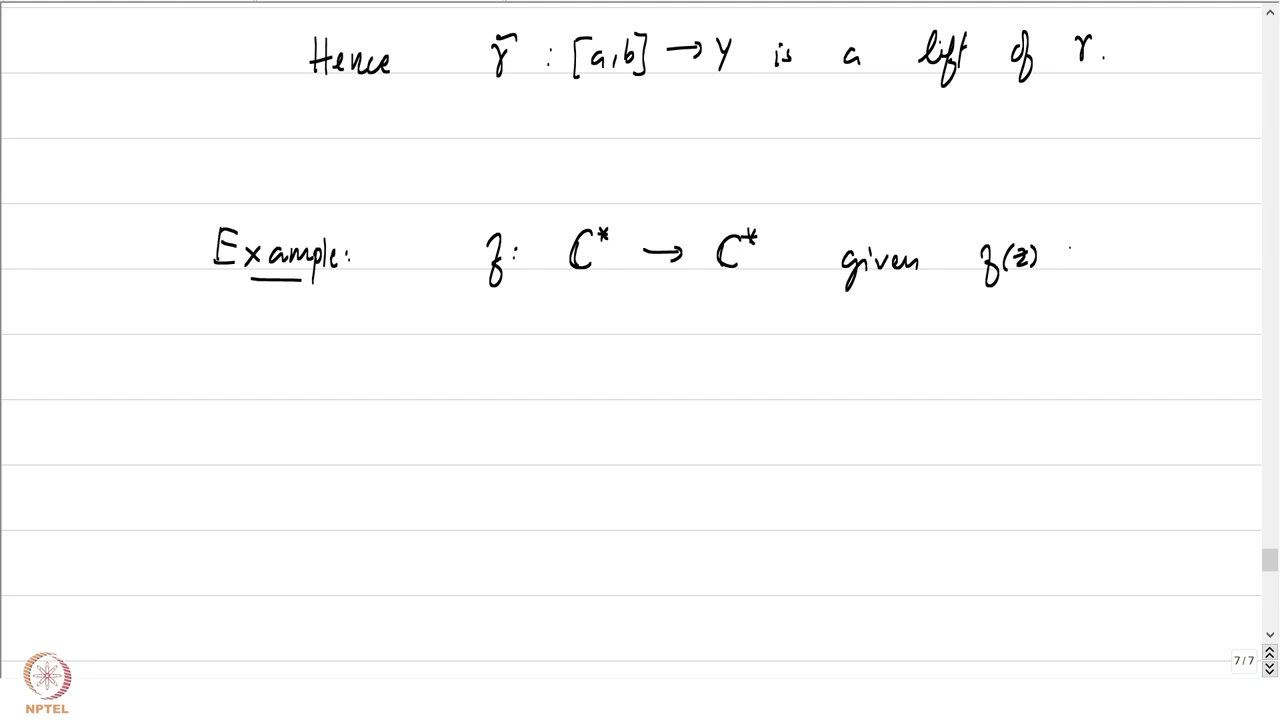 Hence γ̃ : [a,b] → Y is a lift of γ.
Example: f: ℂ* → ℂ* given f(z)
7 / 7
NPTEL